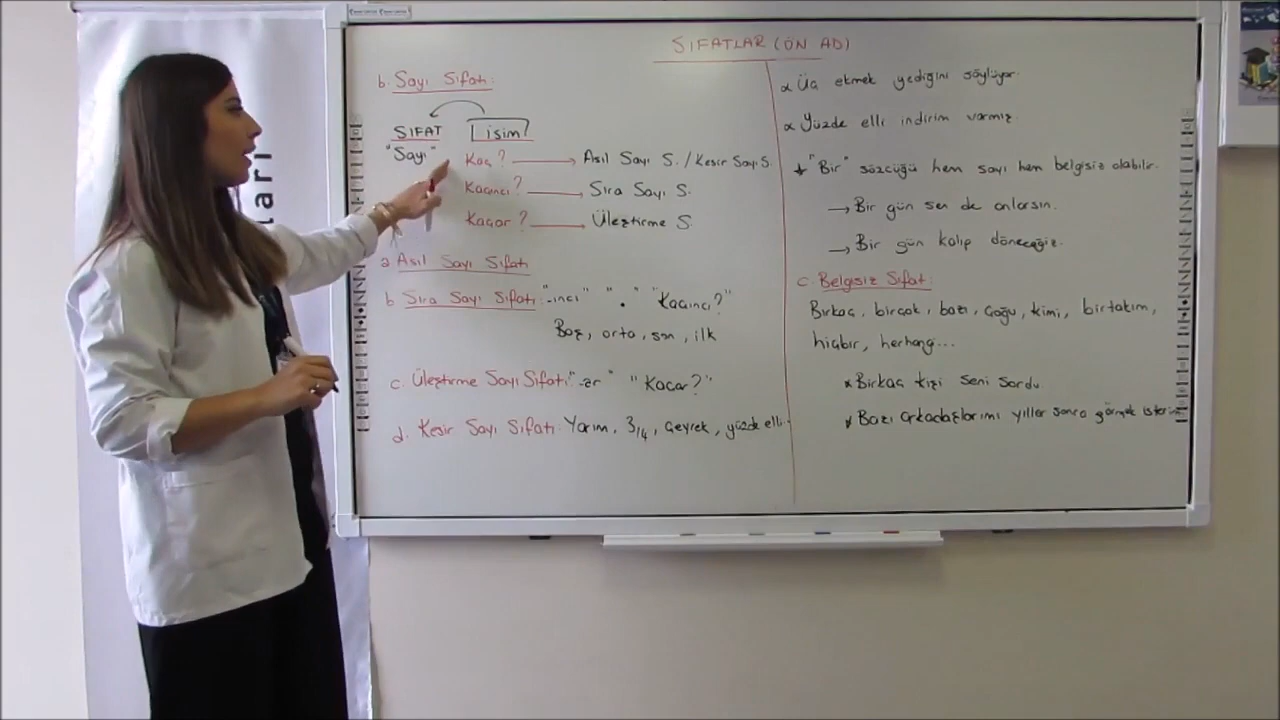 SIFATLAR (ÖN AD)
b. Sayı Sıfatı:
SIFAT İsim
"Sayı"
Kaç? → Asıl Sayı S. / Kesir Sayı S.
Kaçıncı? → Sıra Sayı S.
Kaçar? → Üleştirme S.
a. Asıl Sayı Sıfatı
b. Sıra Sayı Sıfatı: "-ıncı" "." "Kaçıncı?"
Baş, orta, son, ilk
c. Üleştirme Sayı Sıfatı: "-ar" "Kaçar?"
d. Kesir Sayı Sıfatı: Yarım, 3/4, çeyrek, yüzde elli..
Üç ekmek yediğini söylüyor.
Yüzde elli indirim varmış.
* "Bir" sözcüğü hem sayı hem belgisiz olabilir.
→ Bir gün sen de anlarsın.
→ Bir gün kalıp döneceğiz.
c. Belgisiz Sıfat:
Birkaç, birçok, bazı, çoğu, kimi, birtakım,
hiçbir, herhangi...
* Birkaç kişi seni sordu.
* Bazı arkadaşlarımı yıllar sonra görmek isterim
ları